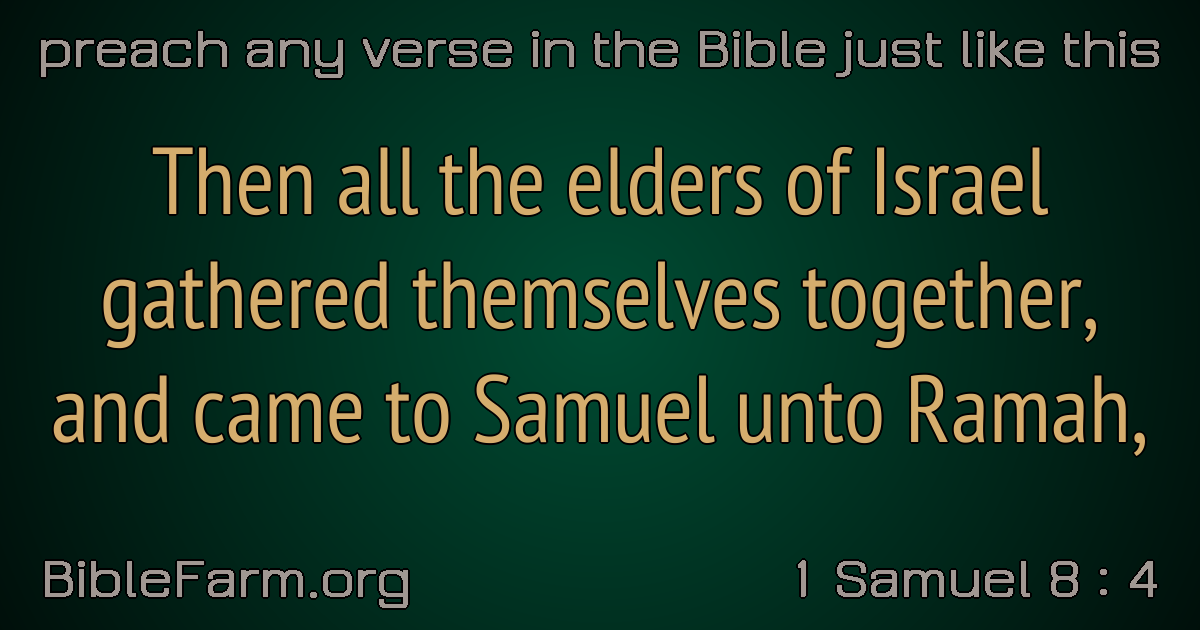 preach any verse in the Bible just like this
Then all the elders of Israel
gathered themselves together,
and came to Samuel unto Ramah,
BibleFarm.org
1 Samuel 8 : 4